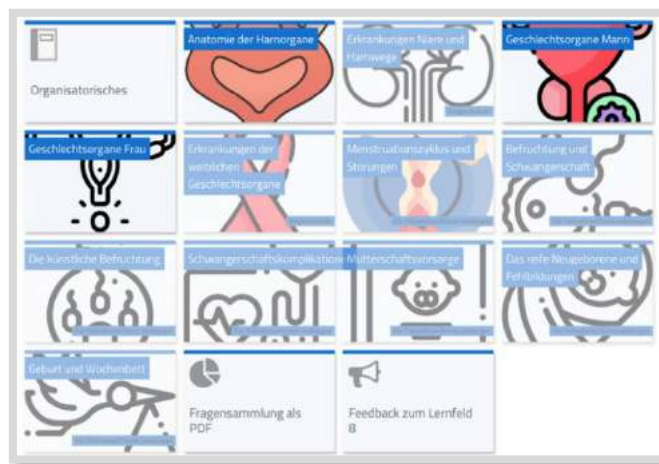 Organisatorisches
Anatomie der Harnorgane
Erkrankungen Niere und
Harnwege
Geschlechtsorgane Mann
Geschlechtsorgane Frau
Erkrankungen der
weiblichen
Geschlechtsorgane
Menstruationszyklus und
Störungen
Befruchtung und
Schwangerschaft
Die künstliche Befruchtung
Schwangerschaftskomplikation
Mutterschaftsvorsorge
Das reife Neugeborene und
Fehlbildungen
Geburt und Wochenbett
Fragensammlung als
PDF
Feedback zum Lernfeld
8